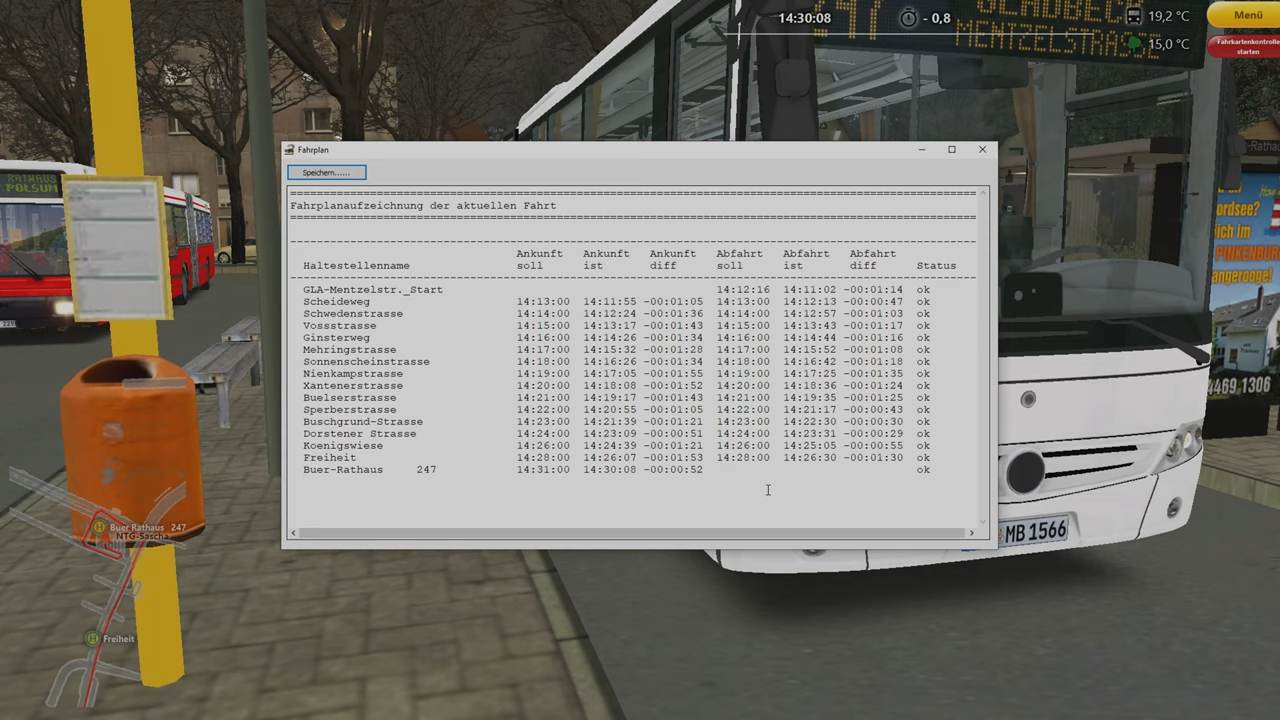 14:30:08 - 0,8 19,2 °C Menü
15,0 °C Fahrkartenkontrolle starten
247 GLADBECK
MENTZELSTRASSE
RATHAUS
POLSUM
Fahrplan
Speichern......
Fahrplanaufzeichnung der aktuellen Fahrt
Ankunft Ankunft Ankunft Abfahrt Abfahrt Abfahrt
Haltestellenname soll ist diff soll ist diff Status
GLA-Mentzelstr._Start 14:12:16 14:11:02 -00:01:14 ok
Scheideweg 14:13:00 14:11:55 -00:01:05 14:13:00 14:12:13 -00:00:47 ok
Schwedenstrasse 14:14:00 14:12:24 -00:01:36 14:14:00 14:12:57 -00:01:03 ok
Vossstrasse 14:15:00 14:13:17 -00:01:43 14:15:00 14:13:43 -00:01:17 ok
Ginsterweg 14:16:00 14:14:26 -00:01:34 14:16:00 14:14:44 -00:01:16 ok
Mehringstrasse 14:17:00 14:15:32 -00:01:28 14:17:00 14:15:52 -00:01:08 ok
Sonnenscheinstrasse 14:18:00 14:16:26 -00:01:34 14:18:00 14:16:42 -00:01:18 ok
Nienkampstrasse 14:19:00 14:17:05 -00:01:55 14:19:00 14:17:25 -00:01:35 ok
Xantenerstrasse 14:20:00 14:18:08 -00:01:52 14:20:00 14:18:36 -00:01:24 ok
Buelserstrasse 14:21:00 14:19:17 -00:01:43 14:21:00 14:19:35 -00:01:25 ok
Sperberstrasse 14:22:00 14:20:55 -00:01:05 14:22:00 14:21:17 -00:00:43 ok
Buschgrund-Strasse 14:23:00 14:21:39 -00:01:21 14:23:00 14:22:30 -00:00:30 ok
Dorstener Strasse 14:24:00 14:23:09 -00:00:51 14:24:00 14:23:31 -00:00:29 ok
Koenigswiese 14:26:00 14:24:39 -00:01:21 14:26:00 14:25:05 -00:00:55 ok
Freiheit 14:28:00 14:26:07 -00:01:53 14:28:00 14:26:30 -00:01:30 ok
Buer-Rathaus 247 14:31:00 14:30:08 -00:00:52 ok
ordsee?
ich im
angerooge!
4469.1306
MB 1566
Buer Rathaus 247
NTG-Sascha
Freiheit